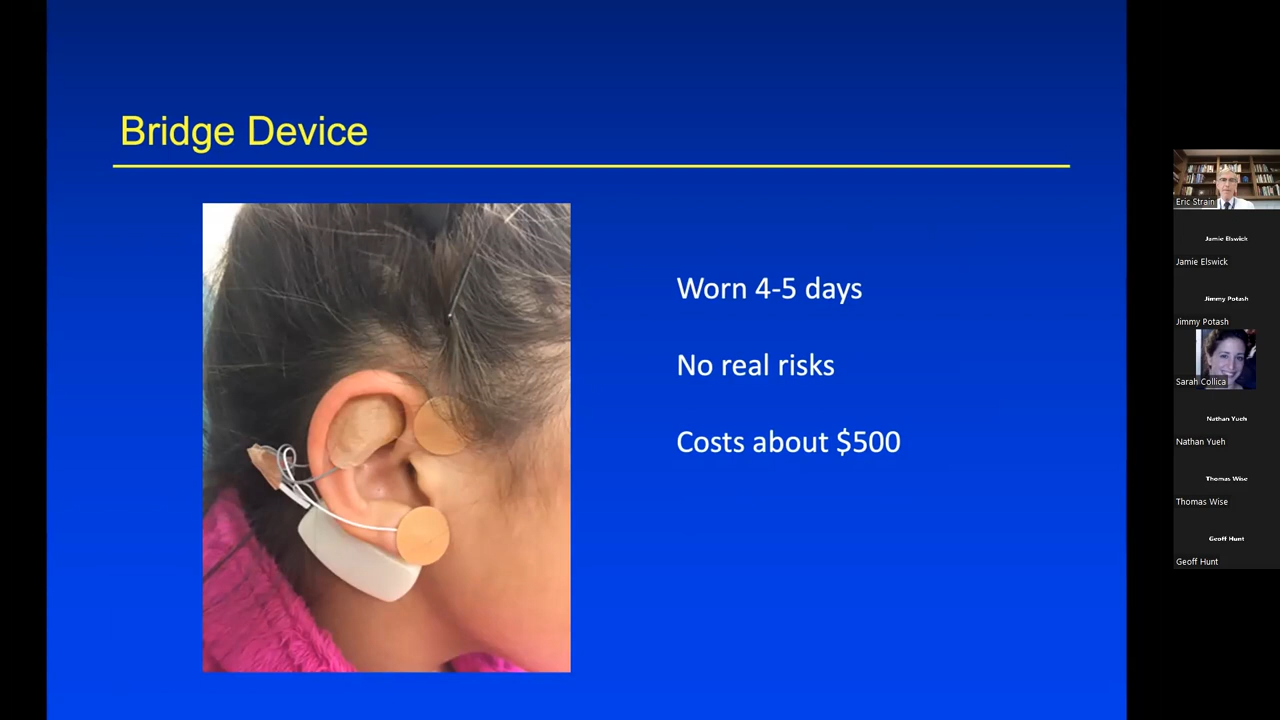 Bridge Device
Worn 4-5 days
No real risks
Costs about $500
Eric Strain
Jamie Elswick
Jamie Elswick
Jimmy Potash
Jimmy Potash
Sarah Collica
Nathan Yueh
Nathan Yueh
Thomas Wise
Thomas Wise
Geoff Hunt
Geoff Hunt